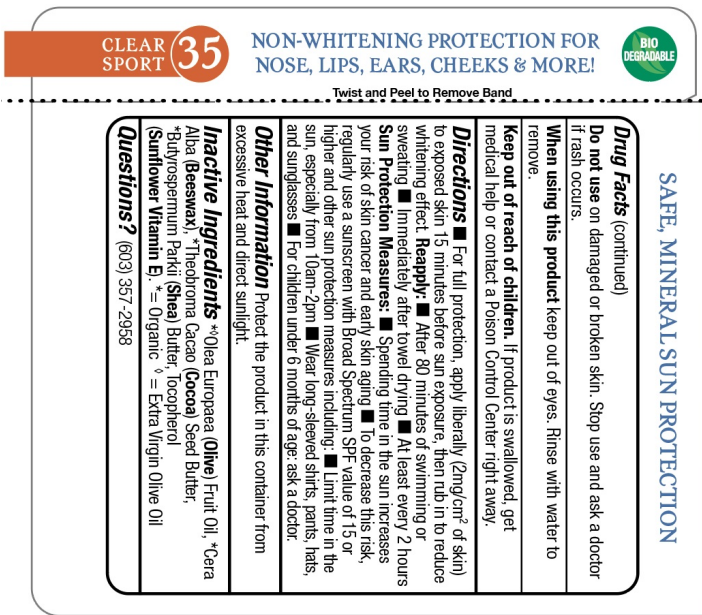 CLEAR
SPORT
35
NON-WHITENING PROTECTION FOR
NOSE, LIPS, EARS, CHEEKS & MORE!
BIO
DEGRADABLE
Twist and Peel to Remove Band
SAFE, MINERAL SUN PROTECTION
Drug Facts (continued)
Do not use on damaged or broken skin. Stop use and ask a doctor
if rash occurs.
When using this product keep out of eyes. Rinse with water to
remove.
Keep out of reach of children. If product is swallowed, get
medical help or contact a Poison Control Center right away.
Directions ■ For full protection, apply liberally (2mg/cm² of skin)
to exposed skin 15 minutes before sun exposure, then rub in to reduce
whitening effect. Reapply: ■ After 80 minutes of swimming or
sweating ■ Immediately after towel drying ■ At least every 2 hours
Sun Protection Measures: ■ Spending time in the sun increases
your risk of skin cancer and early skin aging ■ To decrease this risk,
regularly use a sunscreen with Broad Spectrum SPF value of 15 or
higher and other sun protection measures including: ■ Limit time in the
sun, especially from 10am-2pm ■ Wear long-sleeved shirts, pants, hats,
and sunglasses ■ For children under 6 months of age: ask a doctor.
Other Information Protect the product in this container from
excessive heat and direct sunlight.
Inactive Ingredients *◊Olea Europaea (Olive) Fruit Oil, *Cera
Alba (Beeswax), *Theobroma Cacao (Cocoa) Seed Butter,
*Butyrospermum Parkii (Shea) Butter, Tocopherol
(Sunflower Vitamin E). *= Organic ◊ = Extra Virgin Olive Oil
Questions? (603) 357-2958